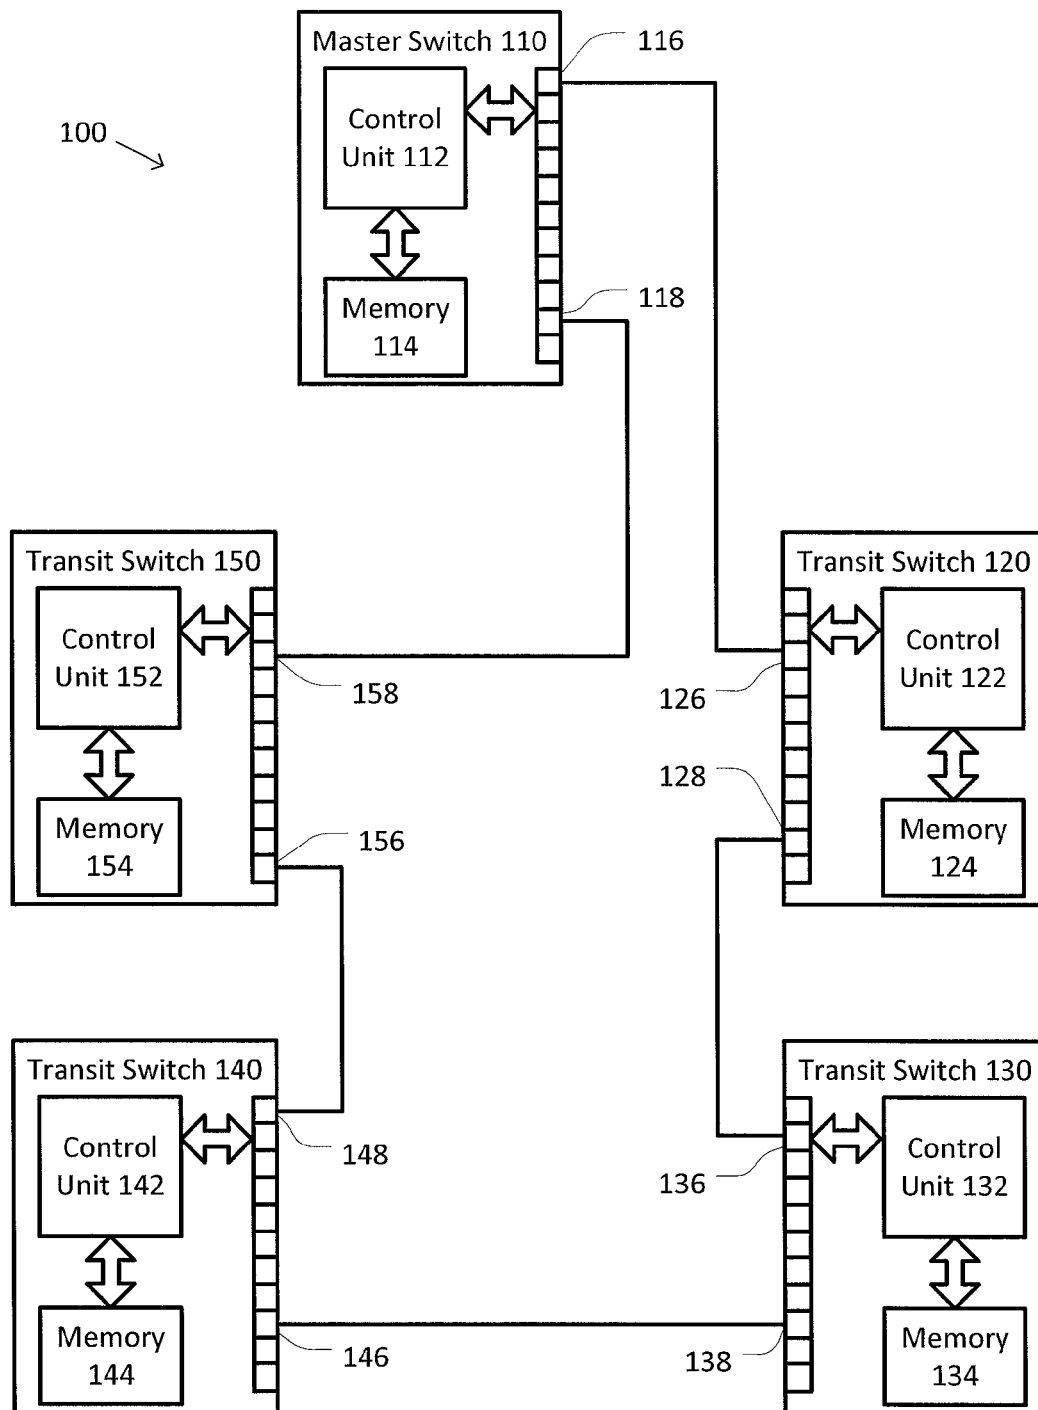 Master Switch 110
116
Control
Unit 112
100
Memory
114
118
Transit Switch 150
Control
Unit 152
158
Memory
154
156
Transit Switch 120
126
Control
Unit 122
128
Memory
124
Transit Switch 140
Control
Unit 142
148
Memory
144
146
Transit Switch 130
136
Control
Unit 132
138
Memory
134